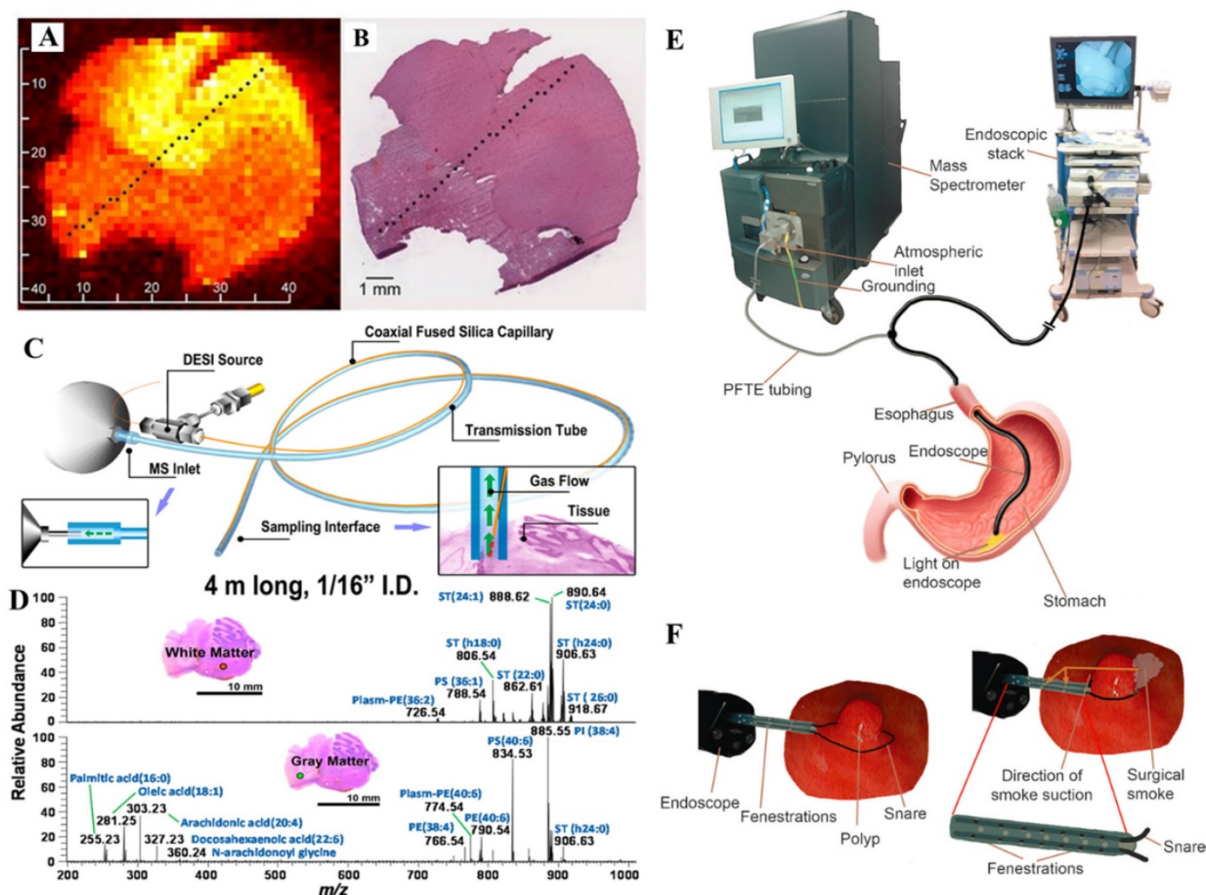 A
10
20
30
40
10
20
30
40
B
1 mm
C
DESI Source
Coaxial Fused Silica Capillary
Transmission Tube
MS Inlet
Sampling Interface
Gas Flow
Tissue
4 m long, 1/16” I.D.
D
Relative Abundance
100
80
60
40
20
0
White Matter
10 mm
Plasm-PE(36:2)
726.54
PS (36:1)
788.54
ST (h18:0)
806.54
ST (22:0)
862.61
ST(24:1)
888.62
890.64
ST(24:0)
ST (h24:0)
906.63
ST ( 26:0)
918.67
100
80
60
40
20
0
Gray Matter
10 mm
Palmitic acid(16:0)
Oleic acid(18:1)
303.23
281.25
Arachidonic acid(20:4)
255.23
327.23
Docosahexaenoic acid(22:6)
360.24
N-arachidonoyl glycine
Plasm-PE(40:6)
774.54
PE(38:4)
766.54
PE(40:6)
790.54
PS(40:6)
834.53
885.55
PI (38:4)
ST (h24:0)
906.63
200
300
400
500
600
700
800
900
1000
m/z
E
Endoscopic
stack
Mass
Spectrometer
Atmospheric
inlet
Grounding
PFTE tubing
Esophagus
Endoscope
Pylorus
Light on
endoscope
Stomach
F
Endoscope
Fenestrations
Polyp
Snare
Direction of
smoke suction
Surgical
smoke
Fenestrations
Snare